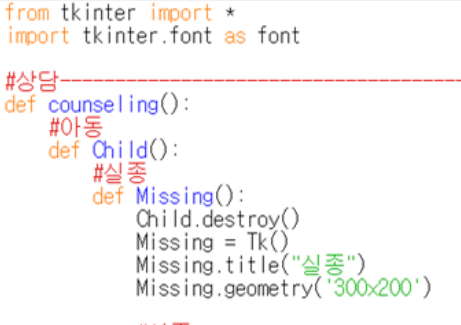 from tkinter import *
import tkinter.font as font
#상담------------------------------------------------
def counseling():
#아동
def Child():
#실종
def Missing():
Child.destroy()
Missing = Tk()
Missing.title("실종")
Missing.geometry('300x200')